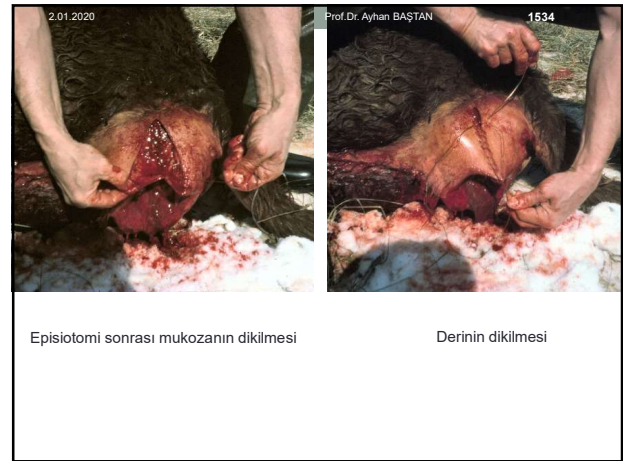 2.01.2020
Prof.Dr. Ayhan BAŞTAN
1534
Episiotomi sonrası mukozanın dikilmesi
Derinin dikilmesi